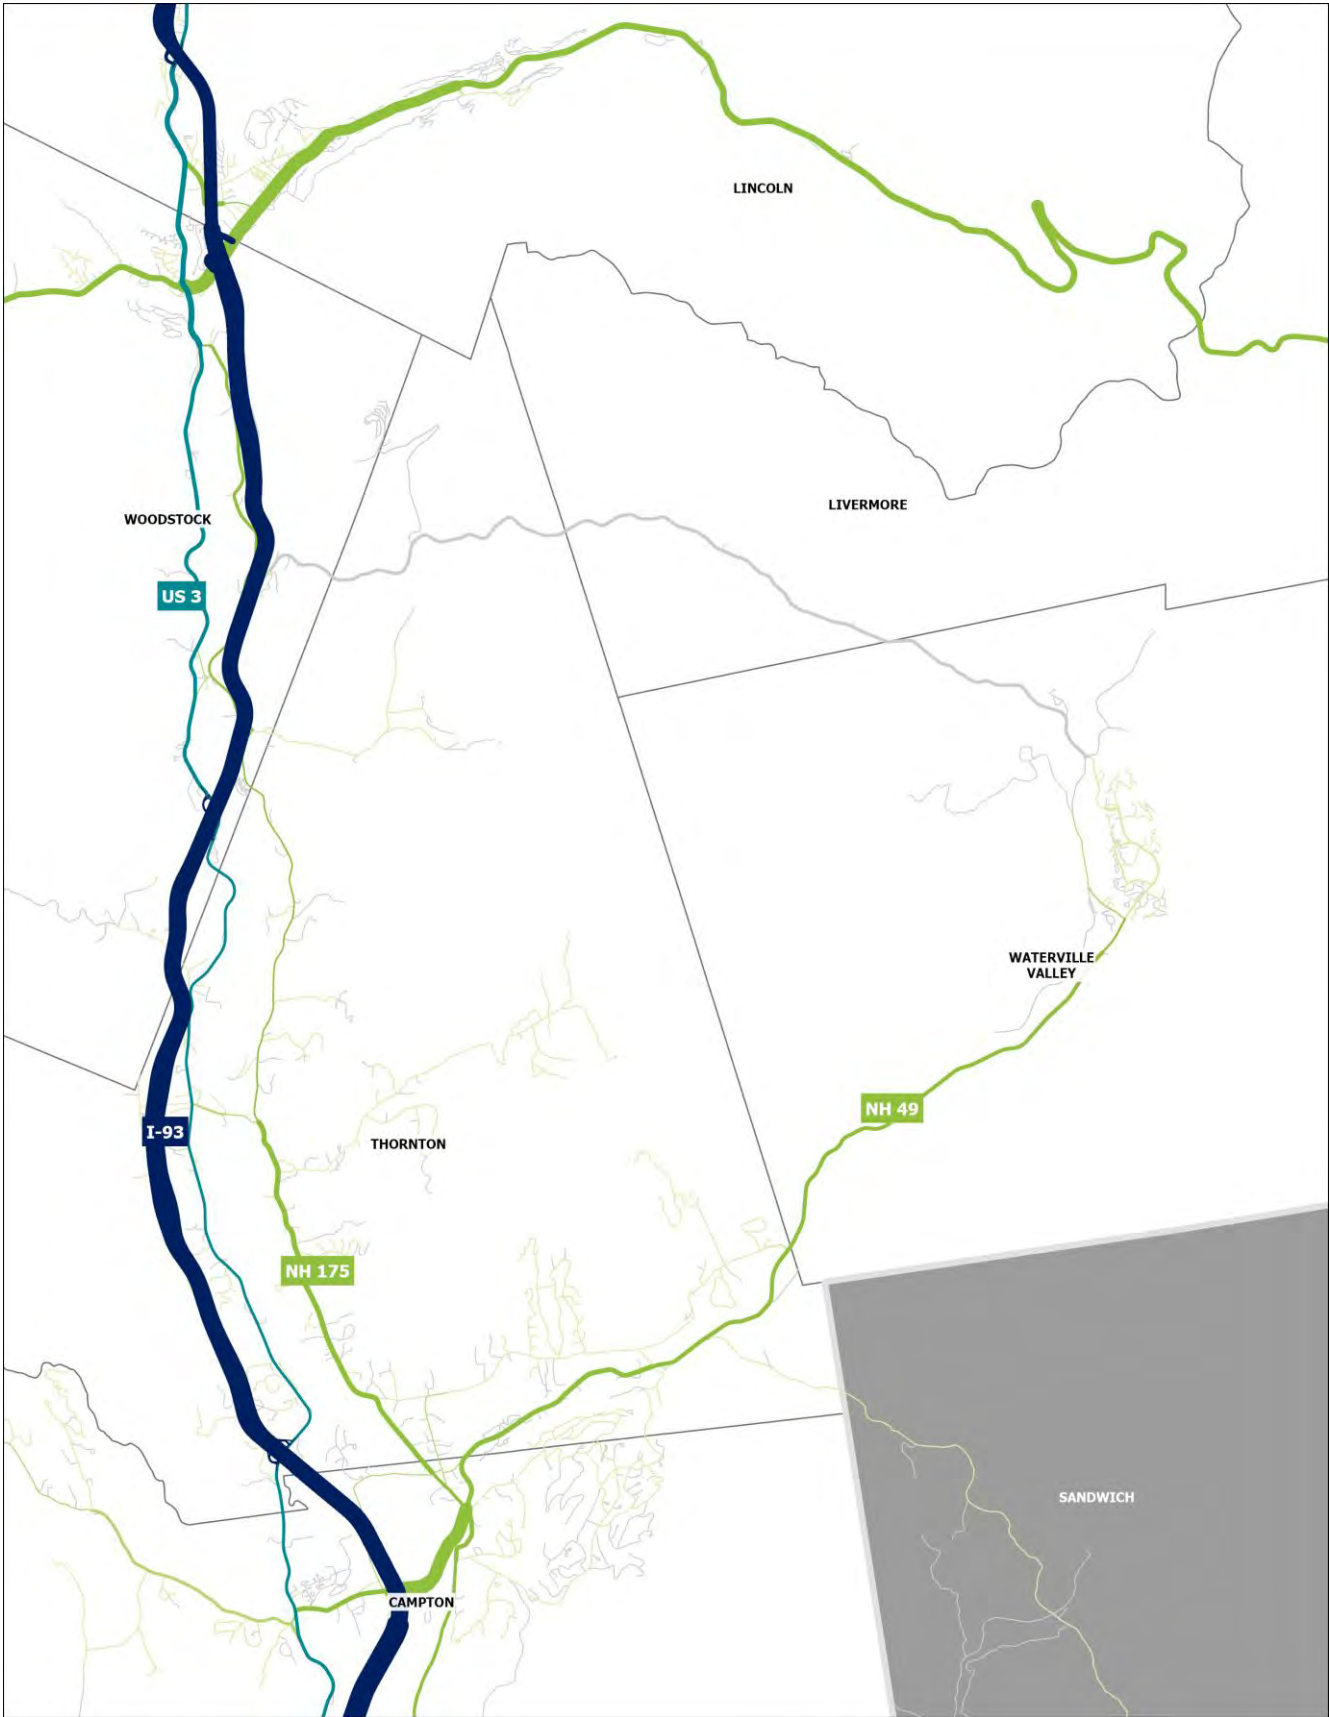 LINCOLN
LIVERMORE
WOODSTOCK
US 3
WATERVILLE
VALLEY
NH 49
I-93
THORNTON
NH 175
SANDWICH
CAMPTON